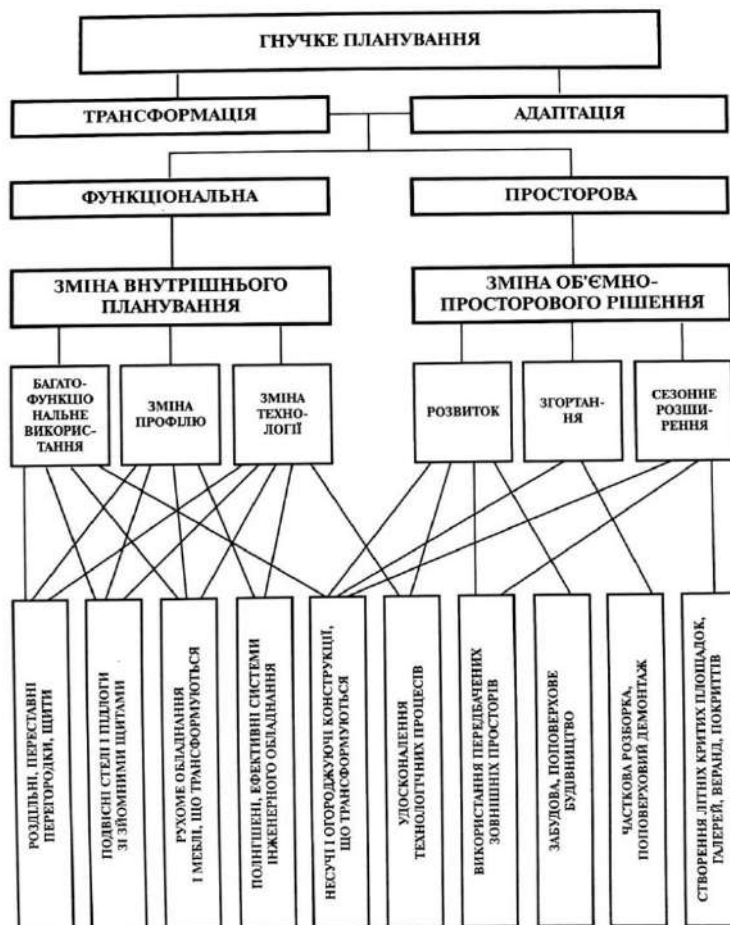 ГНУЧКЕ ПЛАНУВАННЯ
ТРАНСФОРМАЦІЯ
АДАПТАЦІЯ
ФУНКЦІОНАЛЬНА
ПРОСТОРОВА
ЗМІНА ВНУТРІШНЬОГО
ПЛАНУВАННЯ
ЗМІНА ОБ'ЄМНО-
ПРОСТОРОВОГО РІШЕННЯ
БАГАТО-
ФУНКЦІО
НАЛЬНЕ
ВИКОРИС-
ТАННЯ
ЗМІНА
ПРОФІЛЮ
ЗМІНА
ТЕХНО-
ЛОГІЇ
РОЗВИТОК
ЗГОРТАН-
НЯ
СЕЗОННЕ
РОЗШИ-
РЕННЯ
РОЗДІЛЬНІ, ПЕРЕСТАВНІ
ПЕРЕГОРОДКИ, ЩИТИ
ПОДВІСНІ СТЕЛІ І ПІДЛОГИ
ЗІ ЗЙОМНИМИ ЩИТАМИ
РУХОМЕ ОБЛАДНАННЯ
І МЕБЛІ, ЩО ТРАНСФОРМУЮТЬСЯ
ПОЛІПШЕНІ, ЕФЕКТИВНІ СИСТЕМИ
ІНЖЕНЕРНОГО ОБЛАДНАННЯ
НЕСУЧІ І ОГОРОДЖУЮЧІ КОНСТРУКЦІЇ,
ЩО ТРАНСФОРМУЮТЬСЯ
УДОСКОНАЛЕННЯ
ТЕХНОЛОГІЧНИХ ПРОЦЕСІВ
ВИКОРИСТАННЯ ПЕРЕДБАЧЕНИХ
ЗОВНІШНІХ ПРОСТОРІВ
ЗАБУДОВА, ПОПОВЕРХОВЕ
БУДІВНИЦТВО
ЧАСТКОВА РОЗБОРКА,
ПОПОВЕРХОВИЙ ДЕМОНТАЖ
СТВОРЕННЯ ЛІТНІХ КРИТИХ ПЛОЩАДОК,
ГАЛЕРЕЙ, ВЕРАНД, ПОКРИТТІВ